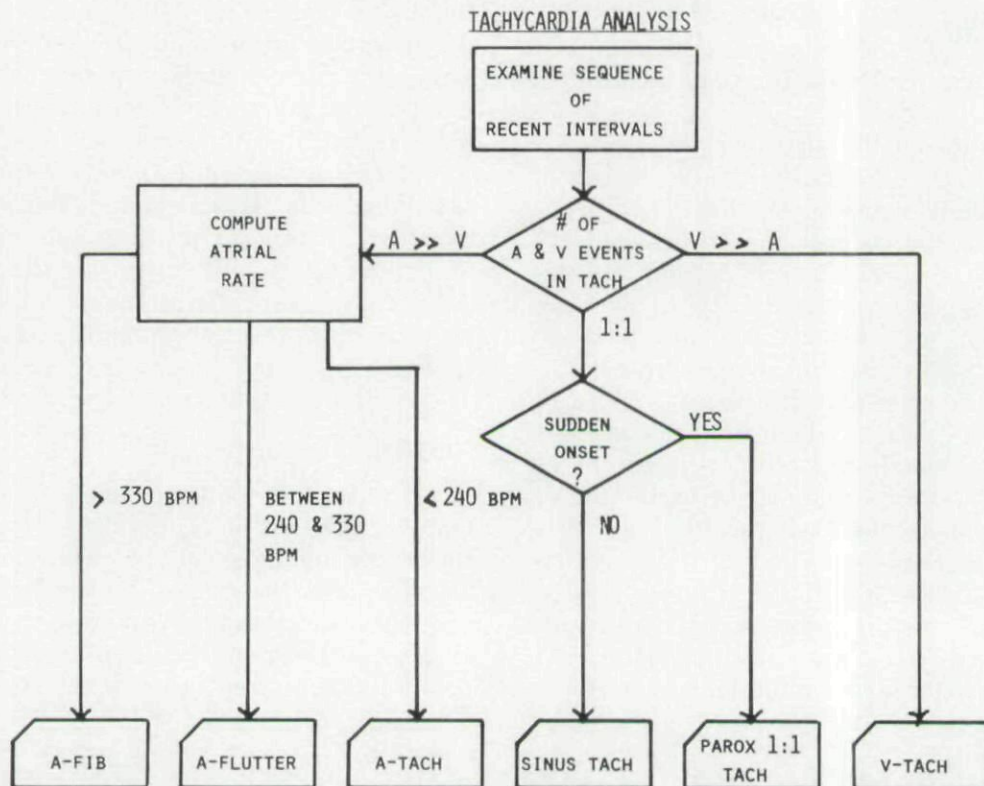 TACHYCARDIA ANALYSIS
EXAMINE SEQUENCE
OF
RECENT INTERVALS
COMPUTE
ATRIAL
RATE
A >> V
# OF
A & V EVENTS
IN TACH
V >> A
1:1
SUDDEN
ONSET
?
YES
NO
> 330 BPM
BETWEEN
240 & 330
BPM
< 240 BPM
A-FIB
A-FLUTTER
A-TACH
SINUS TACH
PAROX 1:1
TACH
V-TACH